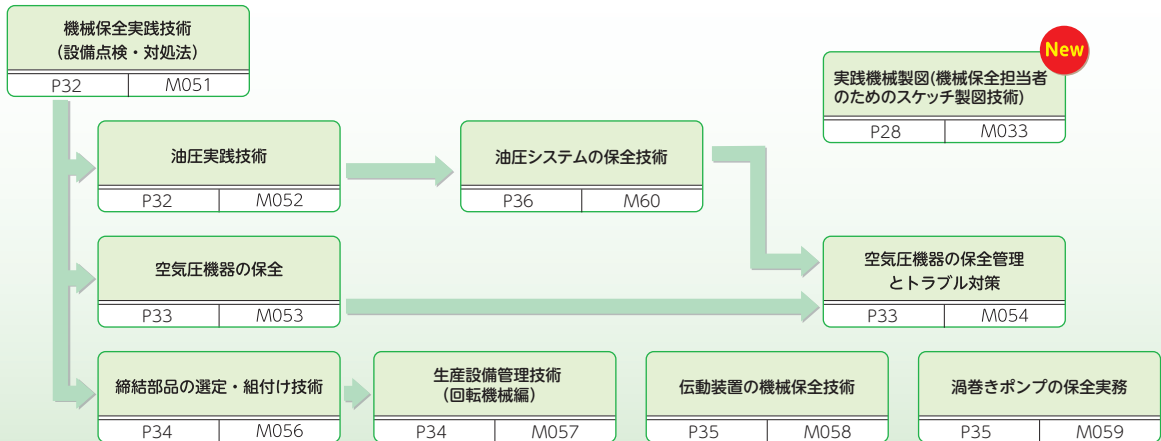 機械保全実践技術
（設備点検・対処法）
P32 M051
New
実践機械製図(機械保全担当者
のためのスケッチ製図技術)
P28 M033
油圧実践技術
P32 M052
油圧システムの保全技術
P36 M60
空気圧機器の保全
P33 M053
空気圧機器の保全管理
とトラブル対策
P33 M054
締結部品の選定・組付け技術
P34 M056
生産設備管理技術
（回転機械編）
P34 M057
伝動装置の機械保全技術
P35 M058
渦巻きポンプの保全実務
P35 M059